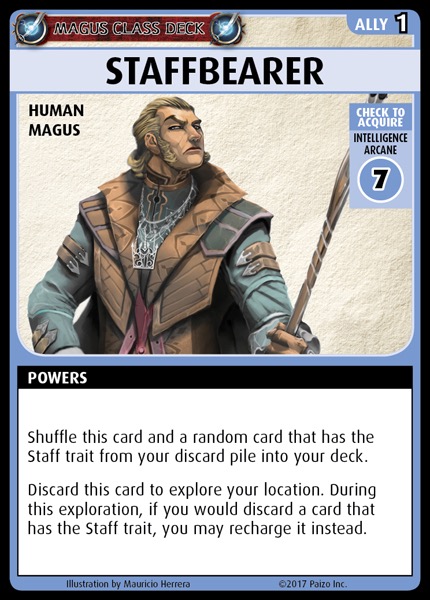 MAGUS CLASS DECK
ALLY 1
STAFFBEARER
HUMAN
MAGUS
CHECK TO
ACQUIRE
INTELLIGENCE
ARCANE
7
POWERS
Shuffle this card and a random card that has the
Staff trait from your discard pile into your deck.
Discard this card to explore your location. During
this exploration, if you would discard a card that
has the Staff trait, you may recharge it instead.
Illustration by Mauricio Herrera
©2017 Paizo Inc.